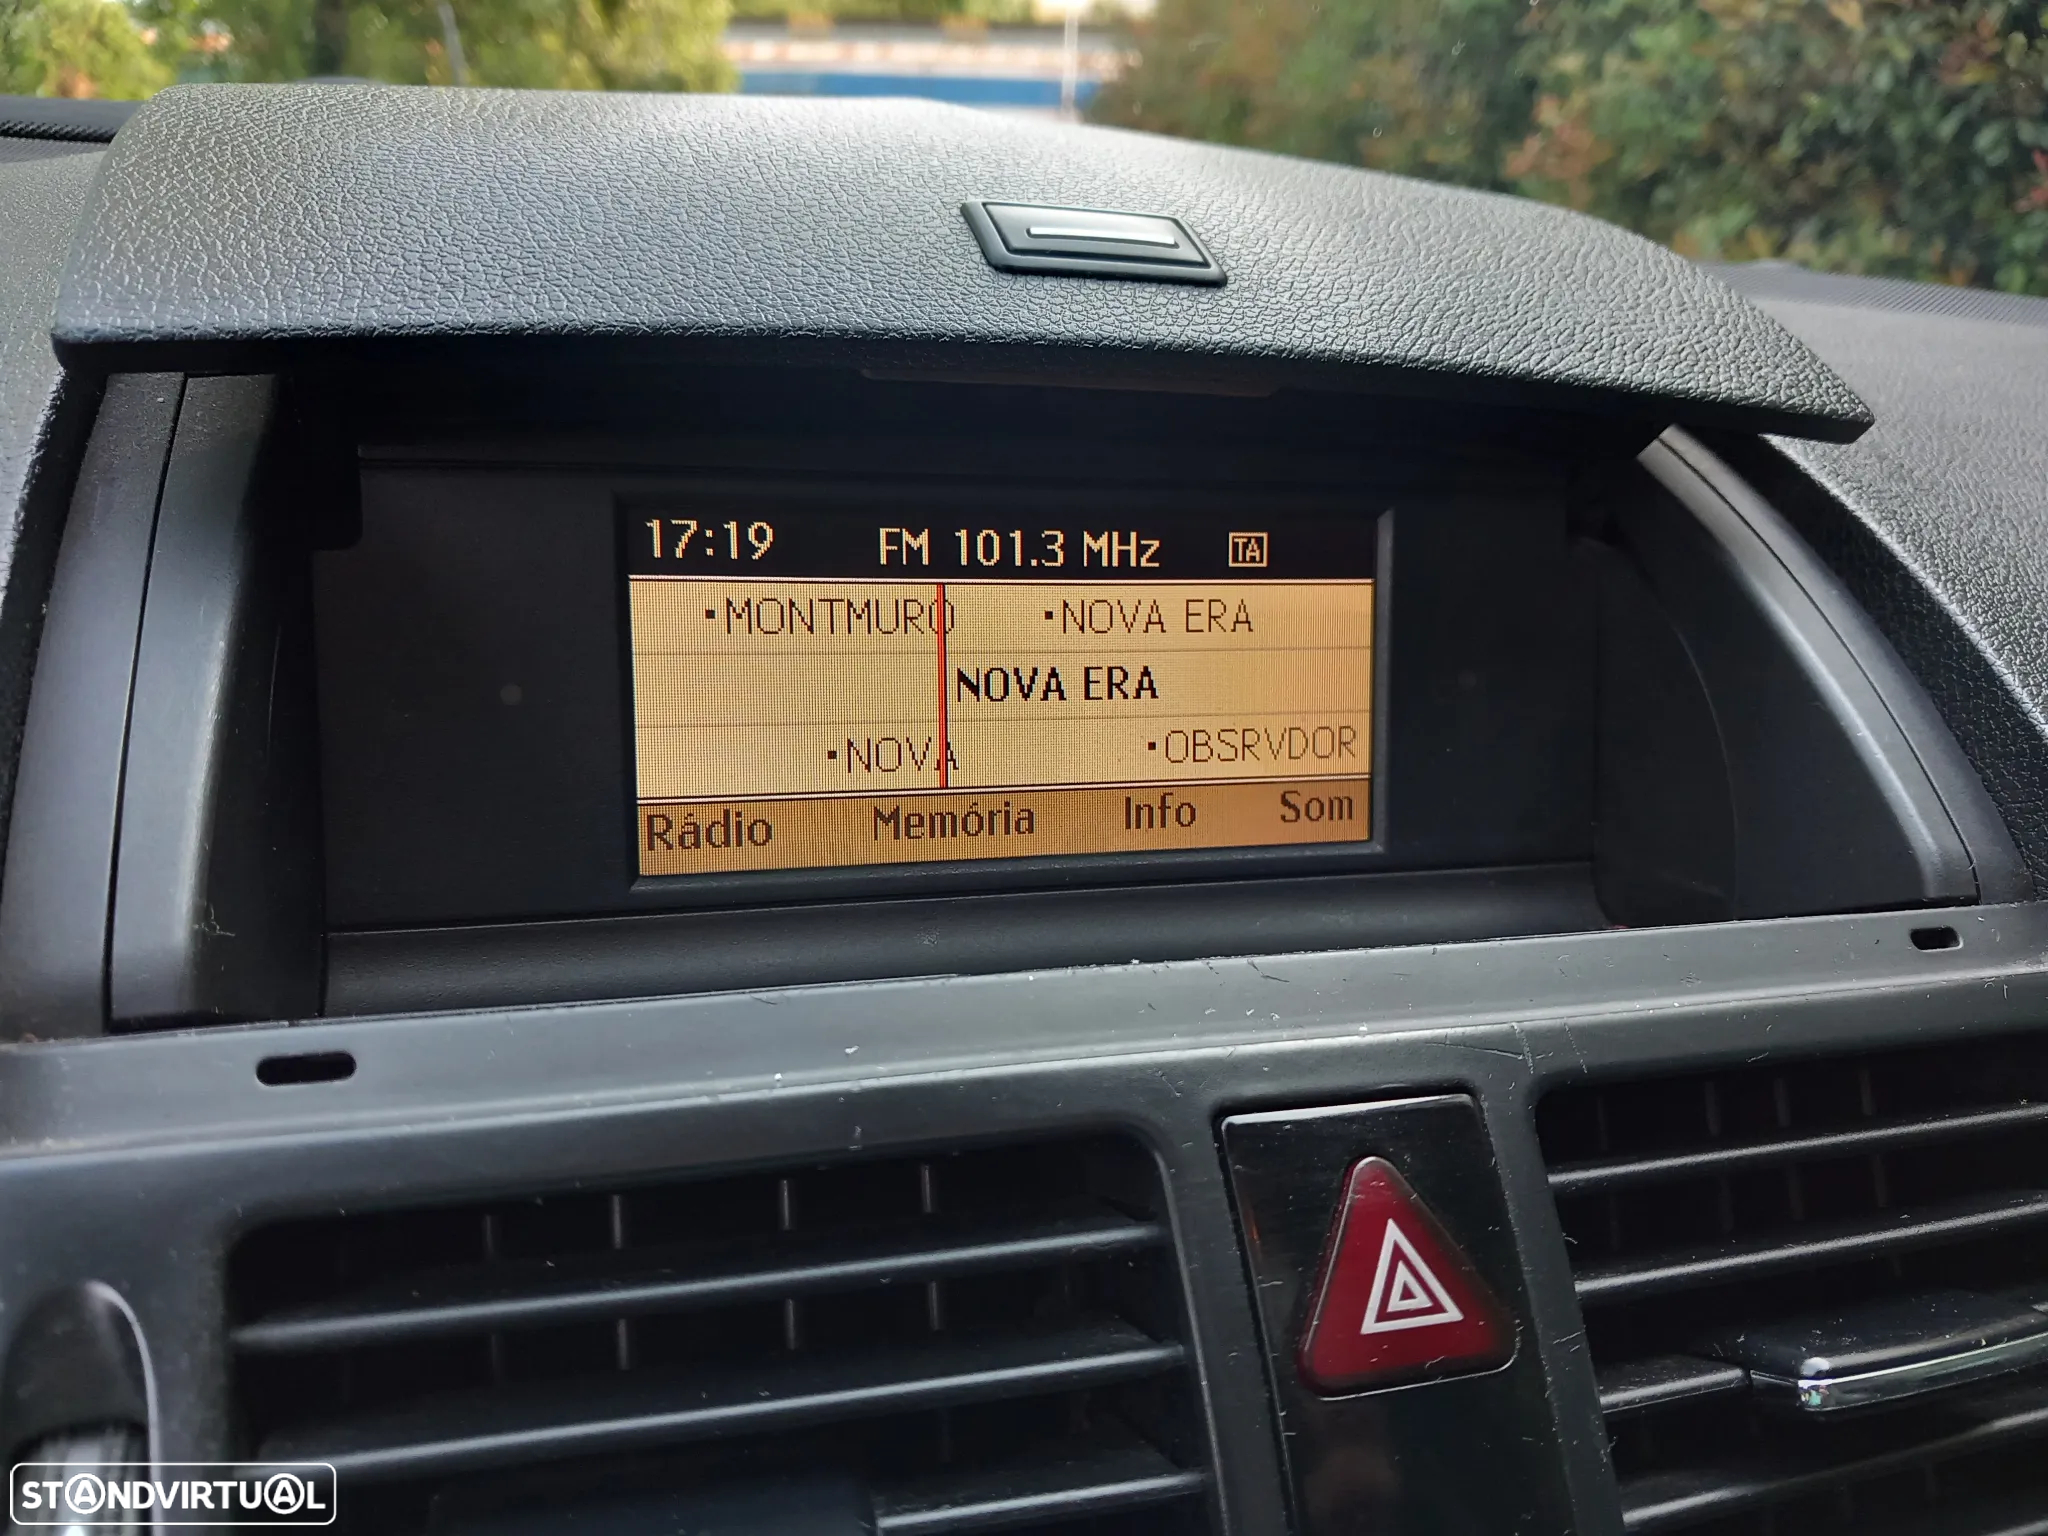 17:19 FM 101.3 MHz TA
•MONTMURO •NOVA ERA
NOVA ERA
•NOVA •OBSRVDOR
Rádio Memória Info Som
STANDVIRTUAL